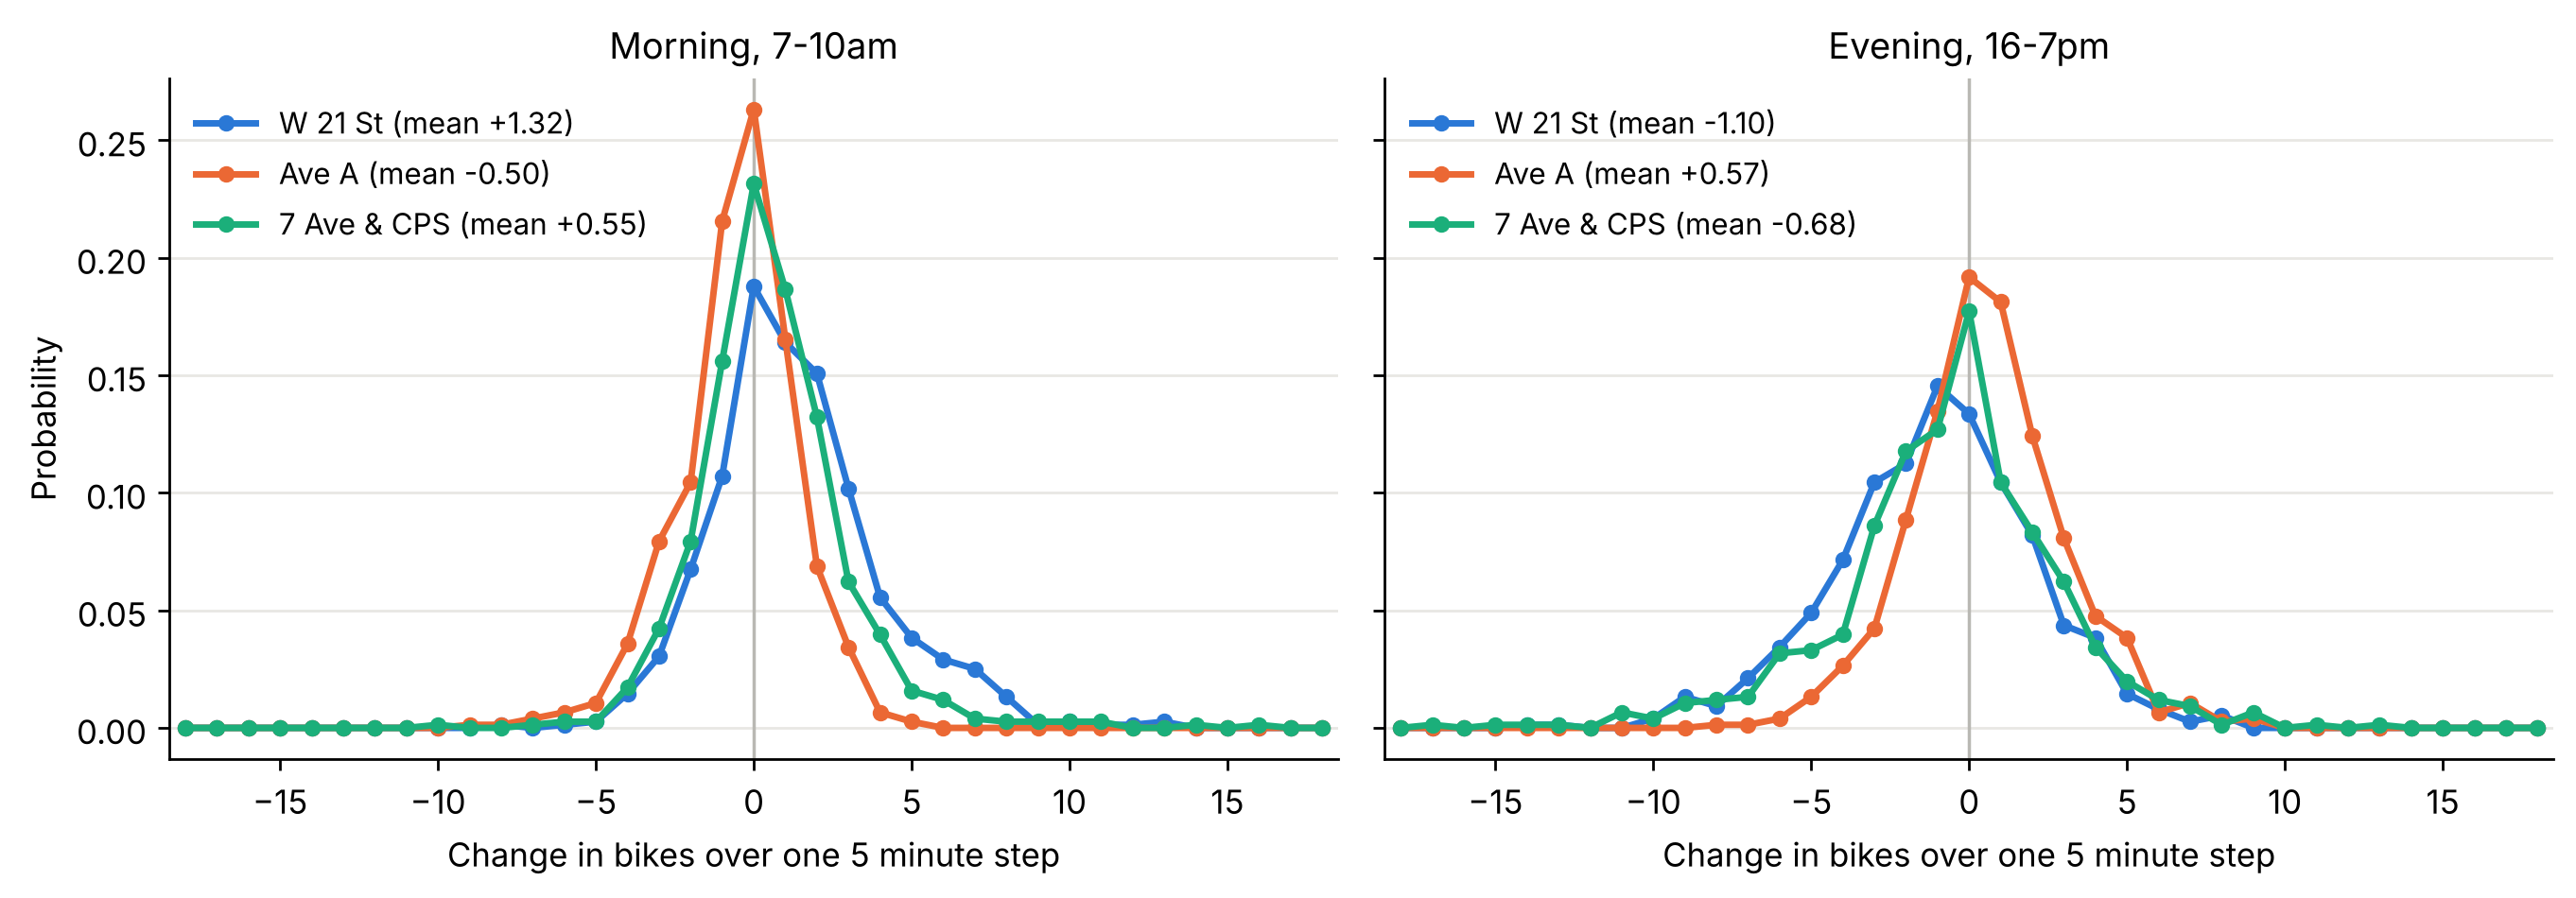 Morning, 7-10am
W 21 St (mean +1.32)
Ave A (mean -0.50)
7 Ave & CPS (mean +0.55)
Probability
0.25
0.20
0.15
0.10
0.05
0.00
−15 −10 −5 0 5 10 15
Change in bikes over one 5 minute step
Evening, 16-7pm
W 21 St (mean -1.10)
Ave A (mean +0.57)
7 Ave & CPS (mean -0.68)
−15 −10 −5 0 5 10 15
Change in bikes over one 5 minute step